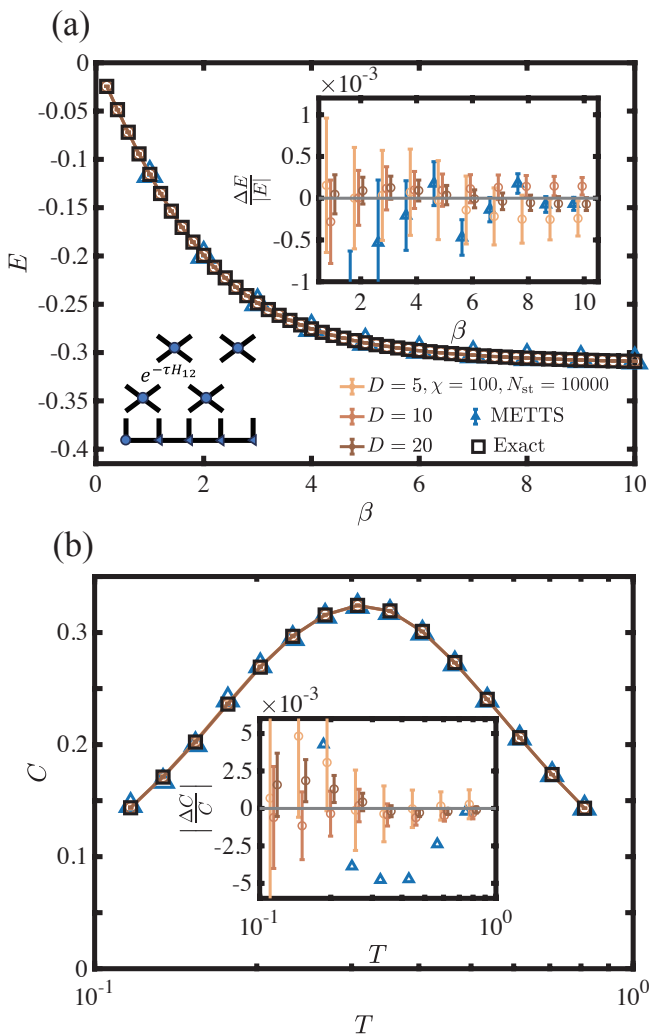 (a)
0
-0.05
-0.1
-0.15
-0.2
-0.25
-0.3
-0.35
-0.4
E
×10⁻³
1
0.5
0
-0.5
-1
ΔE/|E|
2 4 6 8 10
β
e^{-τH₁₂}
D = 5, χ = 100, N_st = 10000
D = 10
METTS
D = 20
Exact
0 2 4 6 8 10
β
(b)
0.3
0.2
0.1
0
C
×10⁻³
5
2.5
0
-2.5
-5
|ΔC/C|
10⁻¹ 10⁰
T
10⁻¹ 10⁰
T